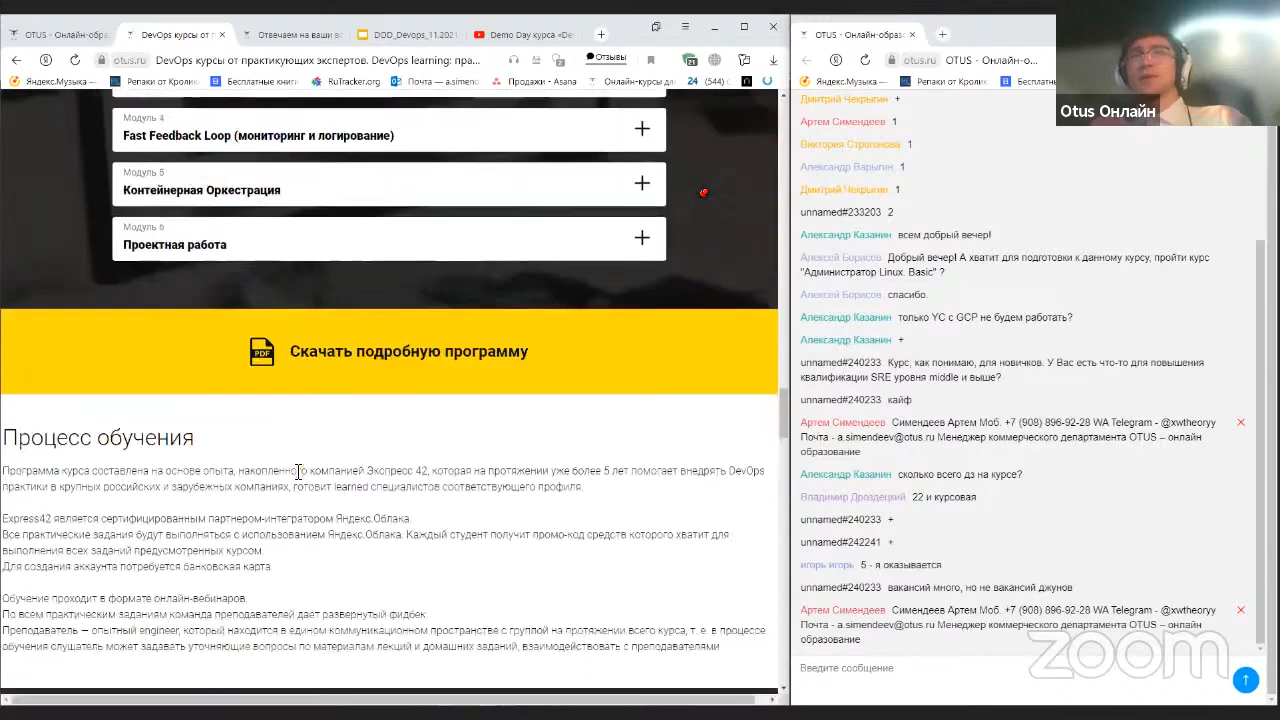 OTUS - Онлайн-обра
DevOps курсы от г
Отвечаем на ваши в
DOD_Devops_11.2021
Demo Day курса «De
otus.ru
DevOps курсы от практикующих экспертов. DevOps learning: пра...
Отзывы
Яндекс.Музыка —
Репаки от Кролик
Бесплатные книги
RuTracker.org
Почта — a.simend
Продажи – Asana
Онлайн-курсы для
24 (544) C
Модуль 4
Fast Feedback Loop (мониторинг и логирование)
Модуль 5
Контейнерная Оркестрация
Модуль 6
Проектная работа
PDF
Скачать подробную программу
Процесс обучения
Программа курса составлена на основе опыта, накопленного компанией Экспресс 42, которая на протяжении уже более 5 лет помогает внедрять DevOps
практики в крупных российских и зарубежных компаниях, готовит learned специалистов соответствующего профиля.
Express42 является сертифицированным партнером-интегратором Яндекс.Облака.
Все практические задания будут выполняться с использованием Яндекс.Облака. Каждый студент получит промо-код средств которого хватит для
выполнения всех заданий предусмотренных курсом.
Для создания аккаунта потребуется банковская карта.
Обучение проходит в формате онлайн-вебинаров.
По всем практическим заданиям команда преподавателей дает развернутый фидбек.
Преподаватель — опытный engineer, который находится в едином коммуникационном пространстве с группой на протяжении всего курса, т. е. в процессе
обучения слушатель может задавать уточняющие вопросы по материалам лекций и домашних заданий, взаимодействовать с преподавателями
OTUS - Онлайн-образ
otus.ru
OTUS - Онлайн-о...
Яндекс.Музыка —
Репаки от Кролик
Бесплатные
Otus Онлайн
Дмитрий Чекрыгин +
Артем Симендеев 1
Виктория Строгонова 1
Александр Варыгин 1
Дмитрий Чекрыгин 1
unnamed#233203 2
Александр Казанин всем добрый вечер!
Алексей Борисов Добрый вечер! А хватит для подготовки к данному курсу, пройти курс
"Администратор Linux. Basic" ?
Алексей Борисов спасибо.
Александр Казанин только YC с GCP не будем работать?
Александр Казанин +
unnamed#240233 Курс, как понимаю, для новичков. У Вас есть что-то для повышения
квалификации SRE уровня middle и выше?
unnamed#240233 кайф
Артем Симендеев Симендеев Артем Моб. +7 (908) 896-92-28 WA Telegram - @xwtheoryy
Почта - a.simendeev@otus.ru Менеджер коммерческого департамента OTUS – онлайн
образование
Александр Казанин сколько всего дз на курсе?
Владимир Дроздецкий 22 и курсовая
unnamed#240233 +
unnamed#242241 +
игорь игорь 5 - я оказывается
unnamed#240233 вакансий много, но не вакансий джунов
Артем Симендеев Симендеев Артем Моб. +7 (908) 896-92-28 WA Telegram - @xwtheoryy
Почта - a.simendeev@otus.ru Менеджер коммерческого департамента OTUS – онлайн
образование
Введите сообщение
zoom